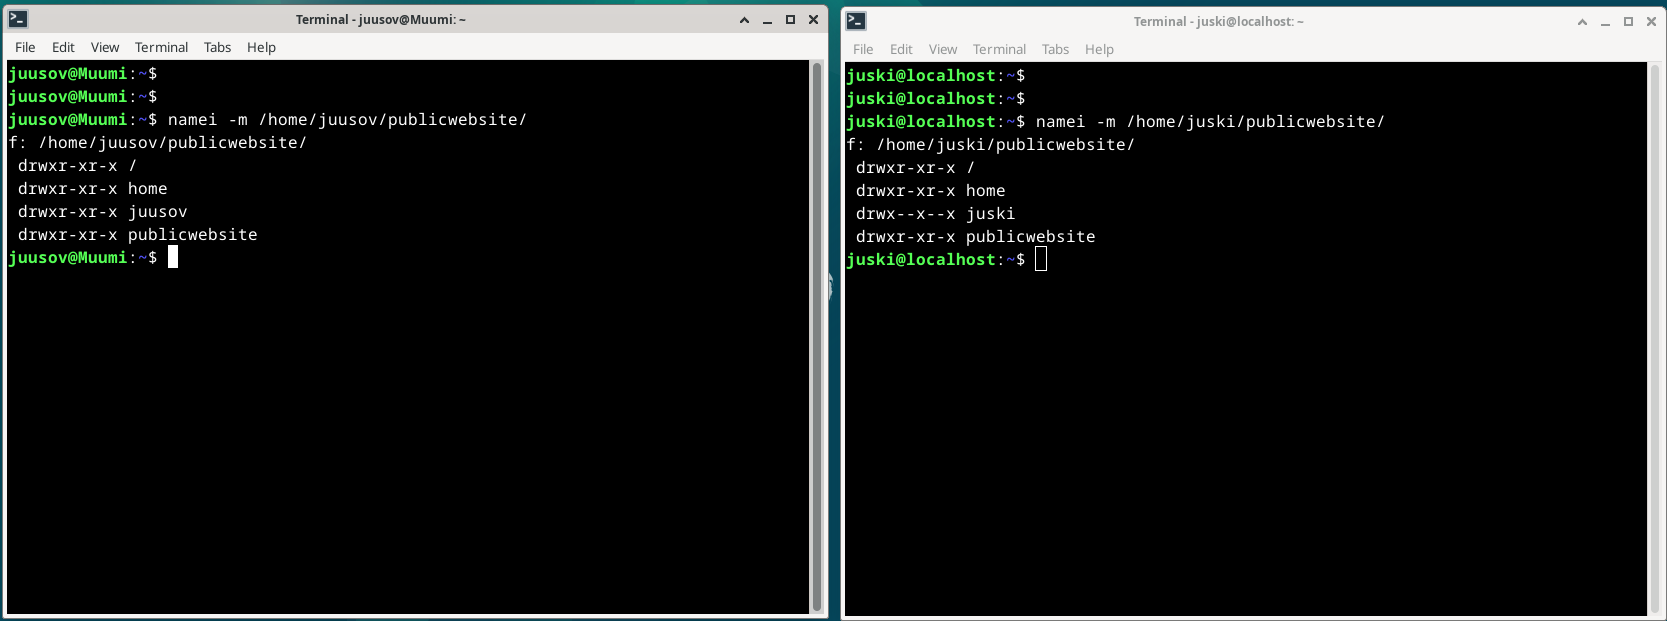 Terminal - juusov@Muumi: ~
File Edit View Terminal Tabs Help
juusov@Muumi:~$
juusov@Muumi:~$
juusov@Muumi:~$ namei -m /home/juusov/publicwebsite/
f: /home/juusov/publicwebsite/
 drwxr-xr-x /
 drwxr-xr-x home
 drwxr-xr-x juusov
 drwxr-xr-x publicwebsite
juusov@Muumi:~$
Terminal - juski@localhost: ~
File Edit View Terminal Tabs Help
juski@localhost:~$
juski@localhost:~$
juski@localhost:~$ namei -m /home/juski/publicwebsite/
f: /home/juski/publicwebsite/
 drwxr-xr-x /
 drwxr-xr-x home
 drwx--x--x juski
 drwxr-xr-x publicwebsite
juski@localhost:~$